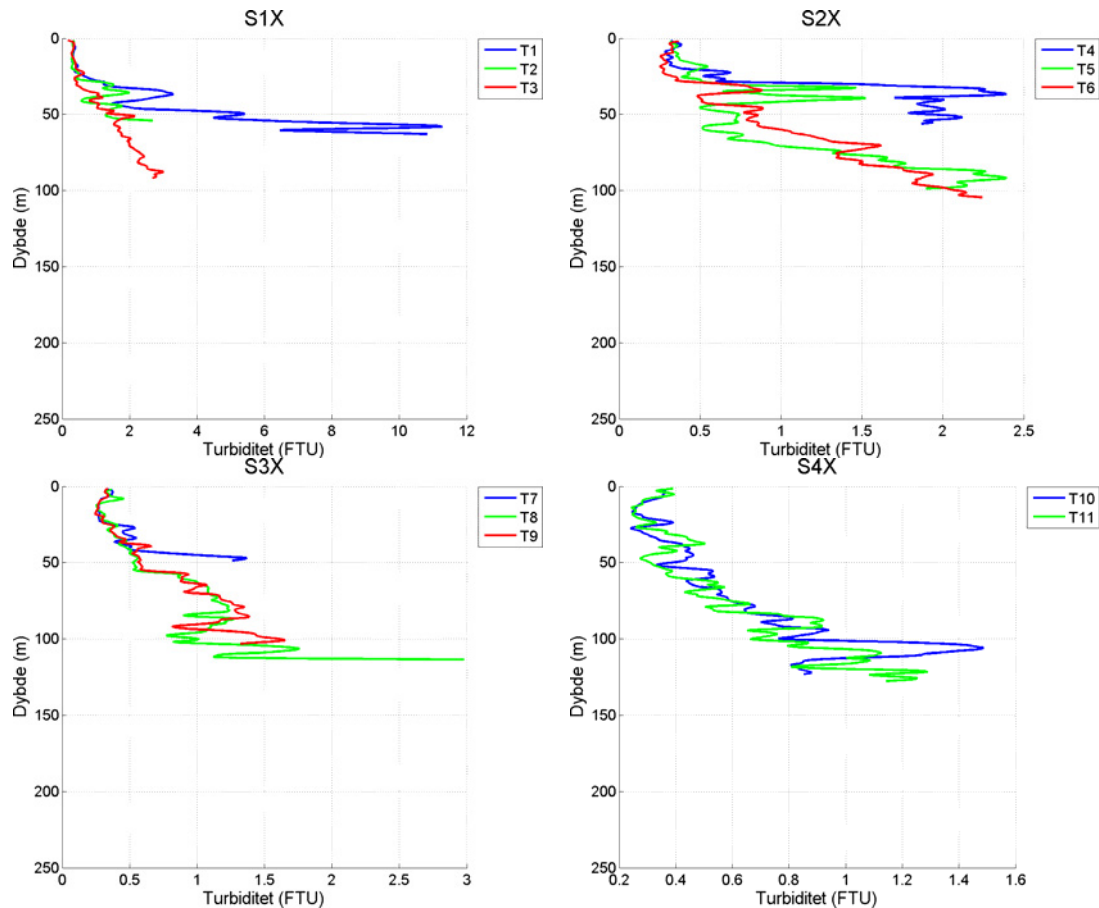 S1X
0
50
100
150
200
250
Dybde (m)
0 2 4 6 8 10 12
Turbiditet (FTU)
T1
T2
T3
S2X
0
50
100
150
200
250
Dybde (m)
0 0.5 1 1.5 2 2.5
Turbiditet (FTU)
T4
T5
T6
S3X
0
50
100
150
200
250
Dybde (m)
0 0.5 1 1.5 2 2.5 3
Turbiditet (FTU)
T7
T8
T9
S4X
0
50
100
150
200
250
Dybde (m)
0.2 0.4 0.6 0.8 1 1.2 1.4 1.6
Turbiditet (FTU)
T10
T11